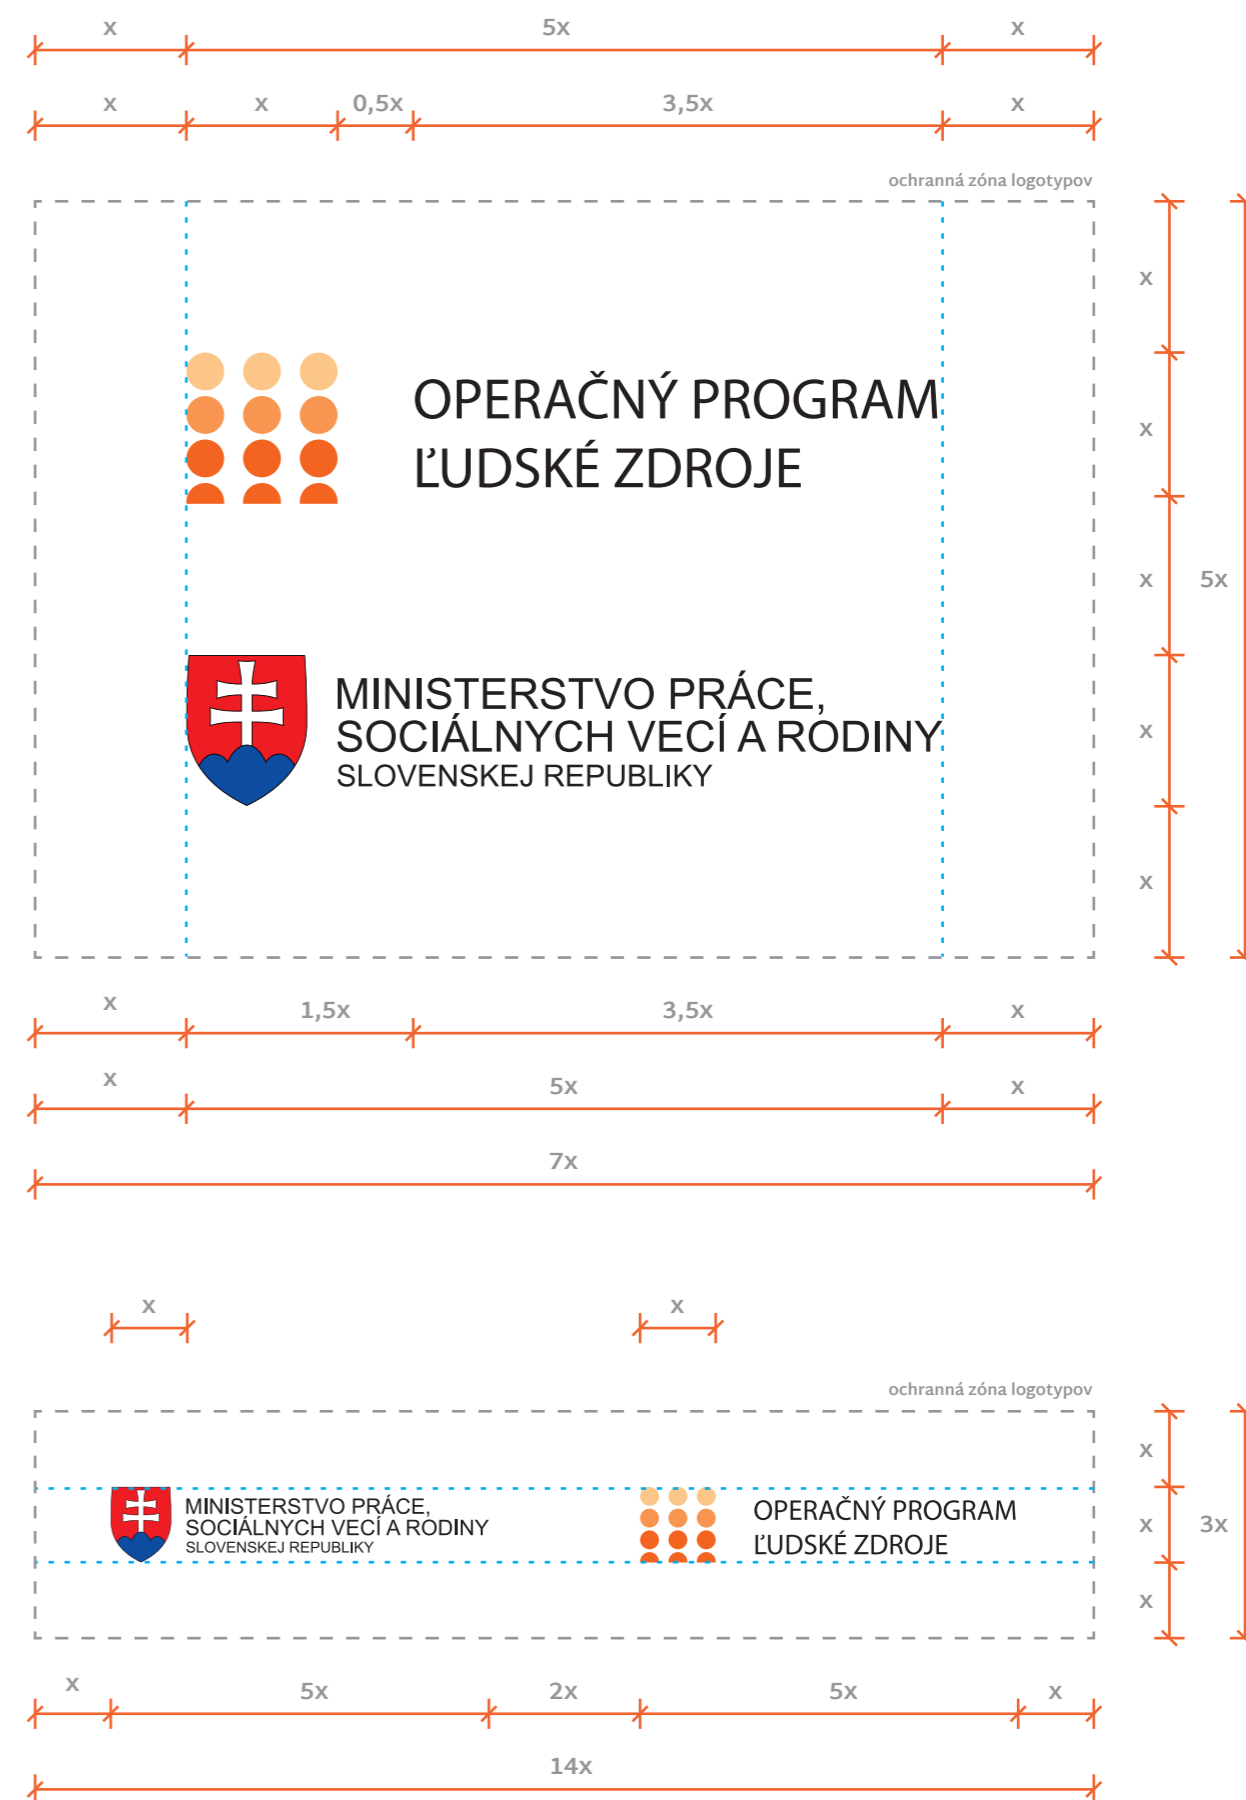 x 5x x
x x 0,5x 3,5x x
ochranná zóna logotypov
x
OPERAČNÝ PROGRAM
ĽUDSKÉ ZDROJE
x
x 5x
MINISTERSTVO PRÁCE,
SOCIÁLNYCH VECÍ A RODINY
SLOVENSKEJ REPUBLIKY
x
x
x 1,5x 3,5x x
x 5x x
7x
x x
ochranná zóna logotypov
x
MINISTERSTVO PRÁCE,
SOCIÁLNYCH VECÍ A RODINY
SLOVENSKEJ REPUBLIKY
OPERAČNÝ PROGRAM
ĽUDSKÉ ZDROJE
x 3x
x
x 5x 2x 5x x
14x